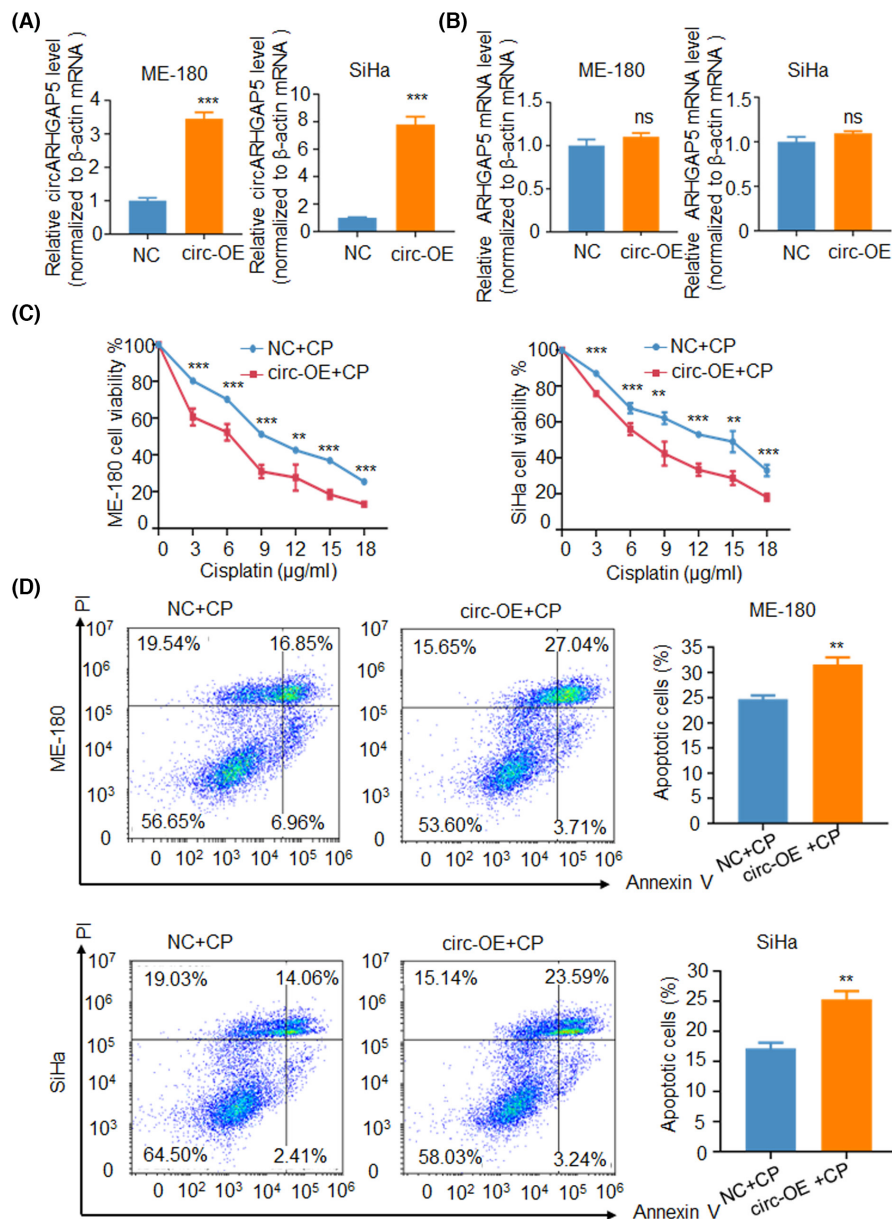 (A)
Relative circARHGAP5 level
(normalized to β-actin mRNA)
ME-180
4
3
2
1
0
***
NC
circ-OE
Relative circARHGAP5 level
(normalized to β-actin mRNA)
SiHa
10
8
6
4
2
0
***
NC
circ-OE
(B)
Relative ARHGAP5 mRNA level
(normalized to β-actin mRNA)
ME-180
1.5
1.0
0.5
0
ns
NC
circ-OE
Relative ARHGAP5 mRNA level
(normalized to β-actin mRNA)
SiHa
1.5
1.0
0.5
0
ns
NC
circ-OE
(C)
ME-180 cell viability %
100
80
60
40
20
0
NC+CP
circ-OE+CP
***
***
***
**
***
***
0 3 6 9 12 15 18
Cisplatin (μg/ml)
SiHa cell viability %
100
80
60
40
20
0
NC+CP
circ-OE+CP
***
***
**
***
**
***
0 3 6 9 12 15 18
Cisplatin (μg/ml)
(D)
PI
ME-180
NC+CP
10⁷
10⁶
10⁵
10⁴
10³
0
19.54% 16.85%
56.65% 6.96%
0 10² 10³ 10⁴ 10⁵ 10⁶
circ-OE+CP
10⁷
10⁶
10⁵
10⁴
10³
0
15.65% 27.04%
53.60% 3.71%
0 10² 10³ 10⁴ 10⁵ 10⁶
Annexin V
ME-180
Apoptotic cells (%)
35
30
25
20
15
10
5
0
**
NC+CP
circ-OE +CP
PI
SiHa
NC+CP
10⁷
10⁶
10⁵
10⁴
10³
0
19.03% 14.06%
64.50% 2.41%
0 10² 10³ 10⁴ 10⁵ 10⁶
circ-OE+CP
10⁷
10⁶
10⁵
10⁴
10³
0
15.14% 23.59%
58.03% 3.24%
0 10² 10³ 10⁴ 10⁵ 10⁶
Annexin V
SiHa
Apoptotic cells (%)
30
25
20
15
10
5
0
**
NC+CP
circ-OE +CP